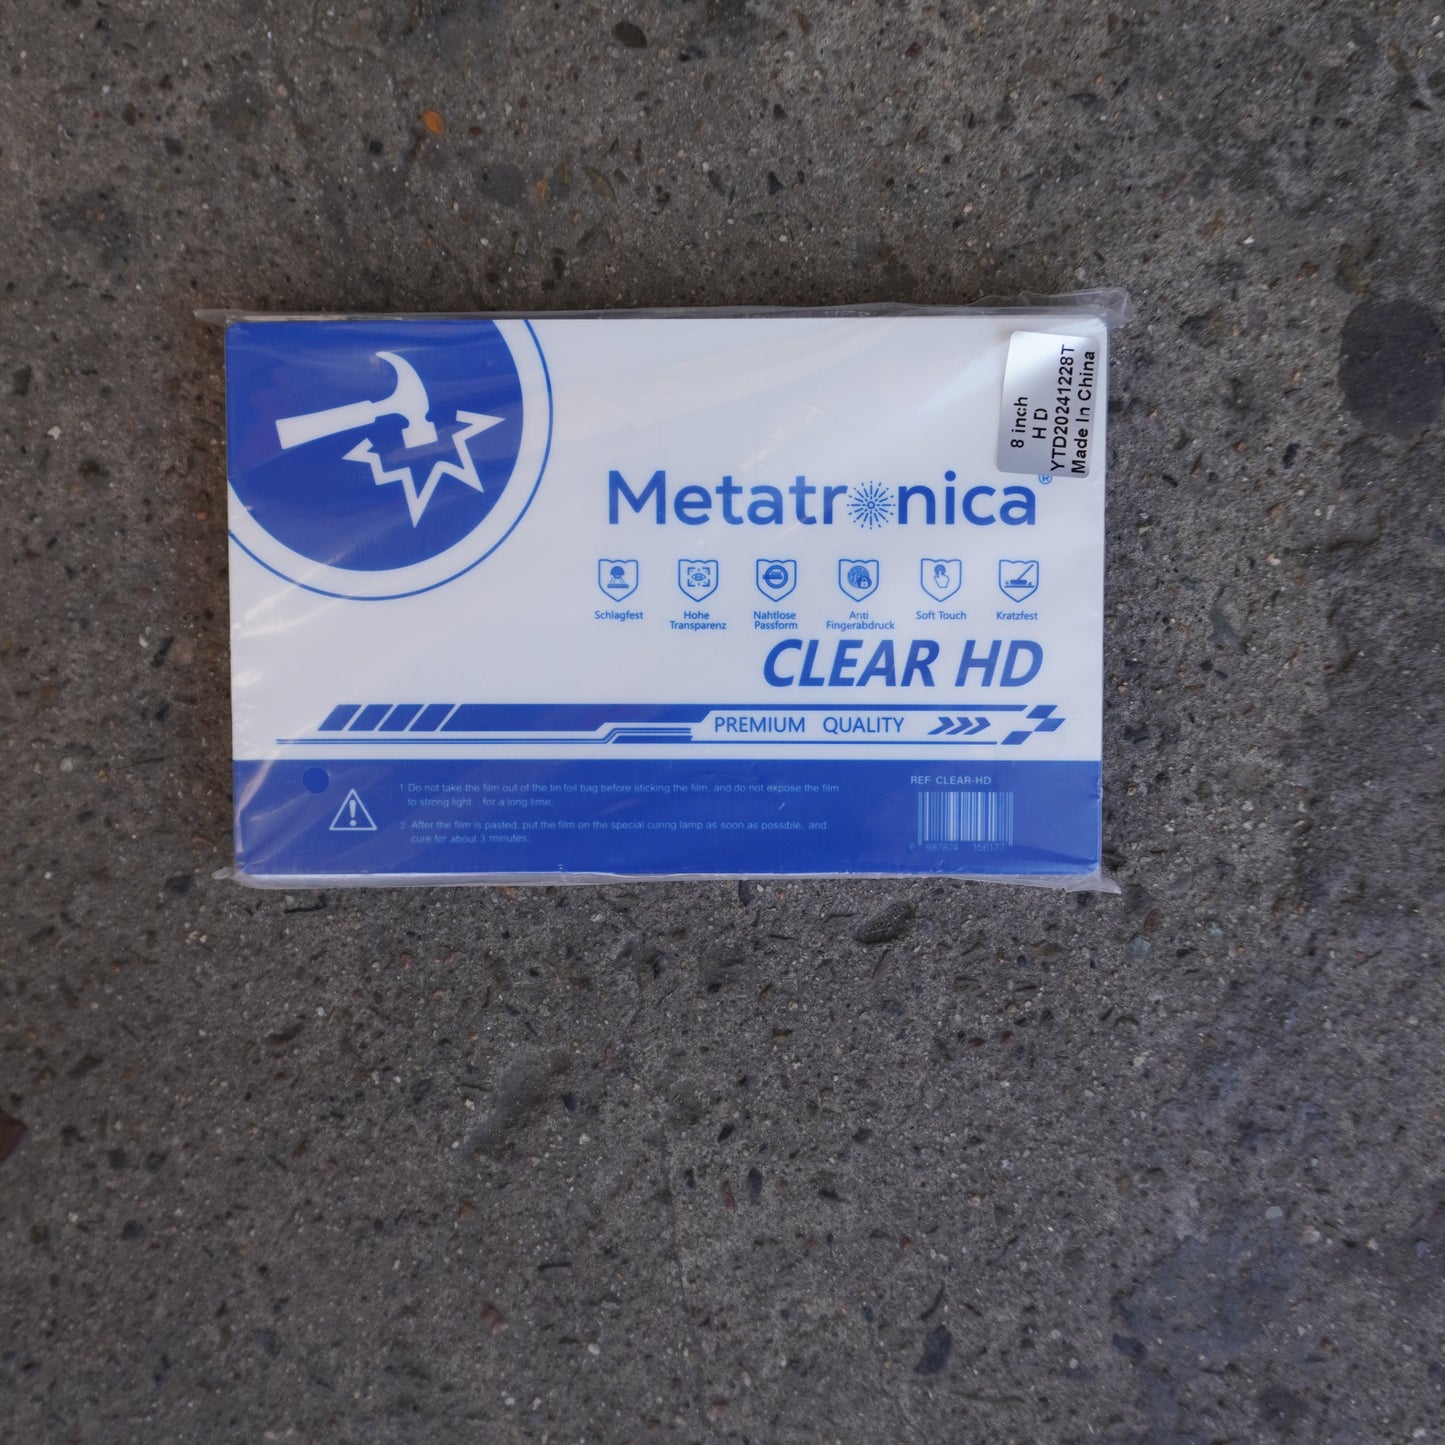 8 inch
H D
YTD20241228T
Made In China
Metatronica®
Schlagfest
Hohe
Transparenz
Nahtlose
Passform
Anti
Fingerabdruck
Soft Touch
Kratzfest
CLEAR HD
PREMIUM QUALITY
1 Do not take the film out of the tin foil bag before sticking the film, and do not expose the film
to strong light for a long time.
2. After the film is pasted, put the film on the special curing lamp as soon as possible, and
cure for about 3 minutes.
REF CLEAR-HD
6 987874 156177